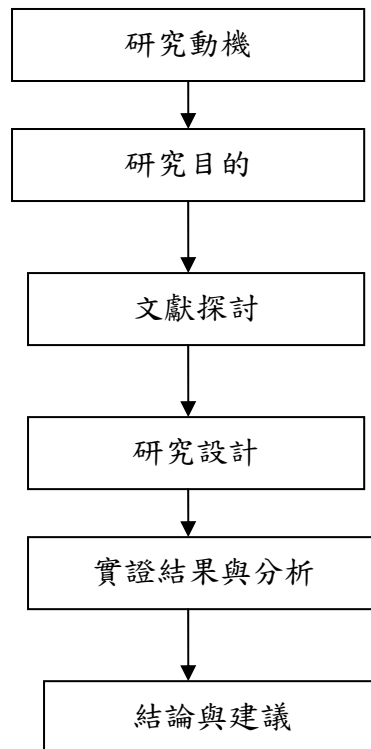 研究動機
研究目的
文獻探討
研究設計
實證結果與分析
結論與建議